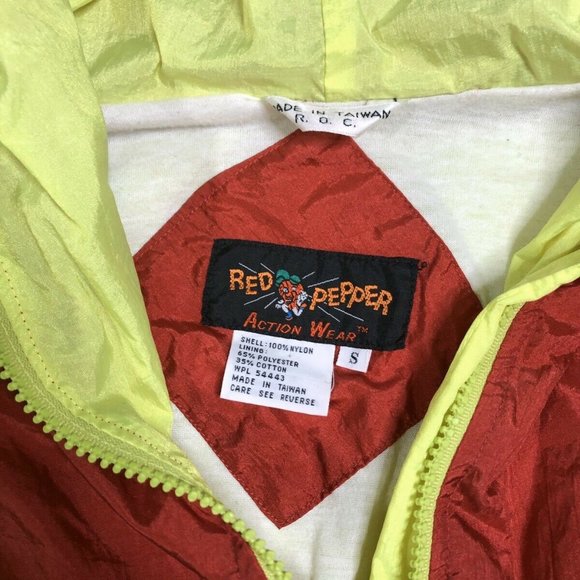 MADE IN TAIWAN
R. O. C.
RED PEPPER
ACTION WEAR™
SHELL: 100% NYLON
LINING:
65% POLYESTER
35% COTTON
WPL 54443
MADE IN TAIWAN
CARE SEE REVERSE
S